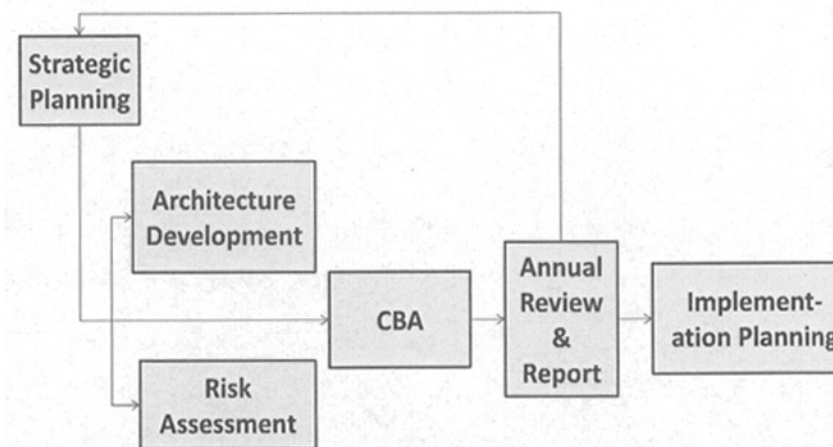 Strategic
Planning
Architecture
Development
Risk
Assessment
CBA
Annual
Review
&
Report
Implement-
ation Planning